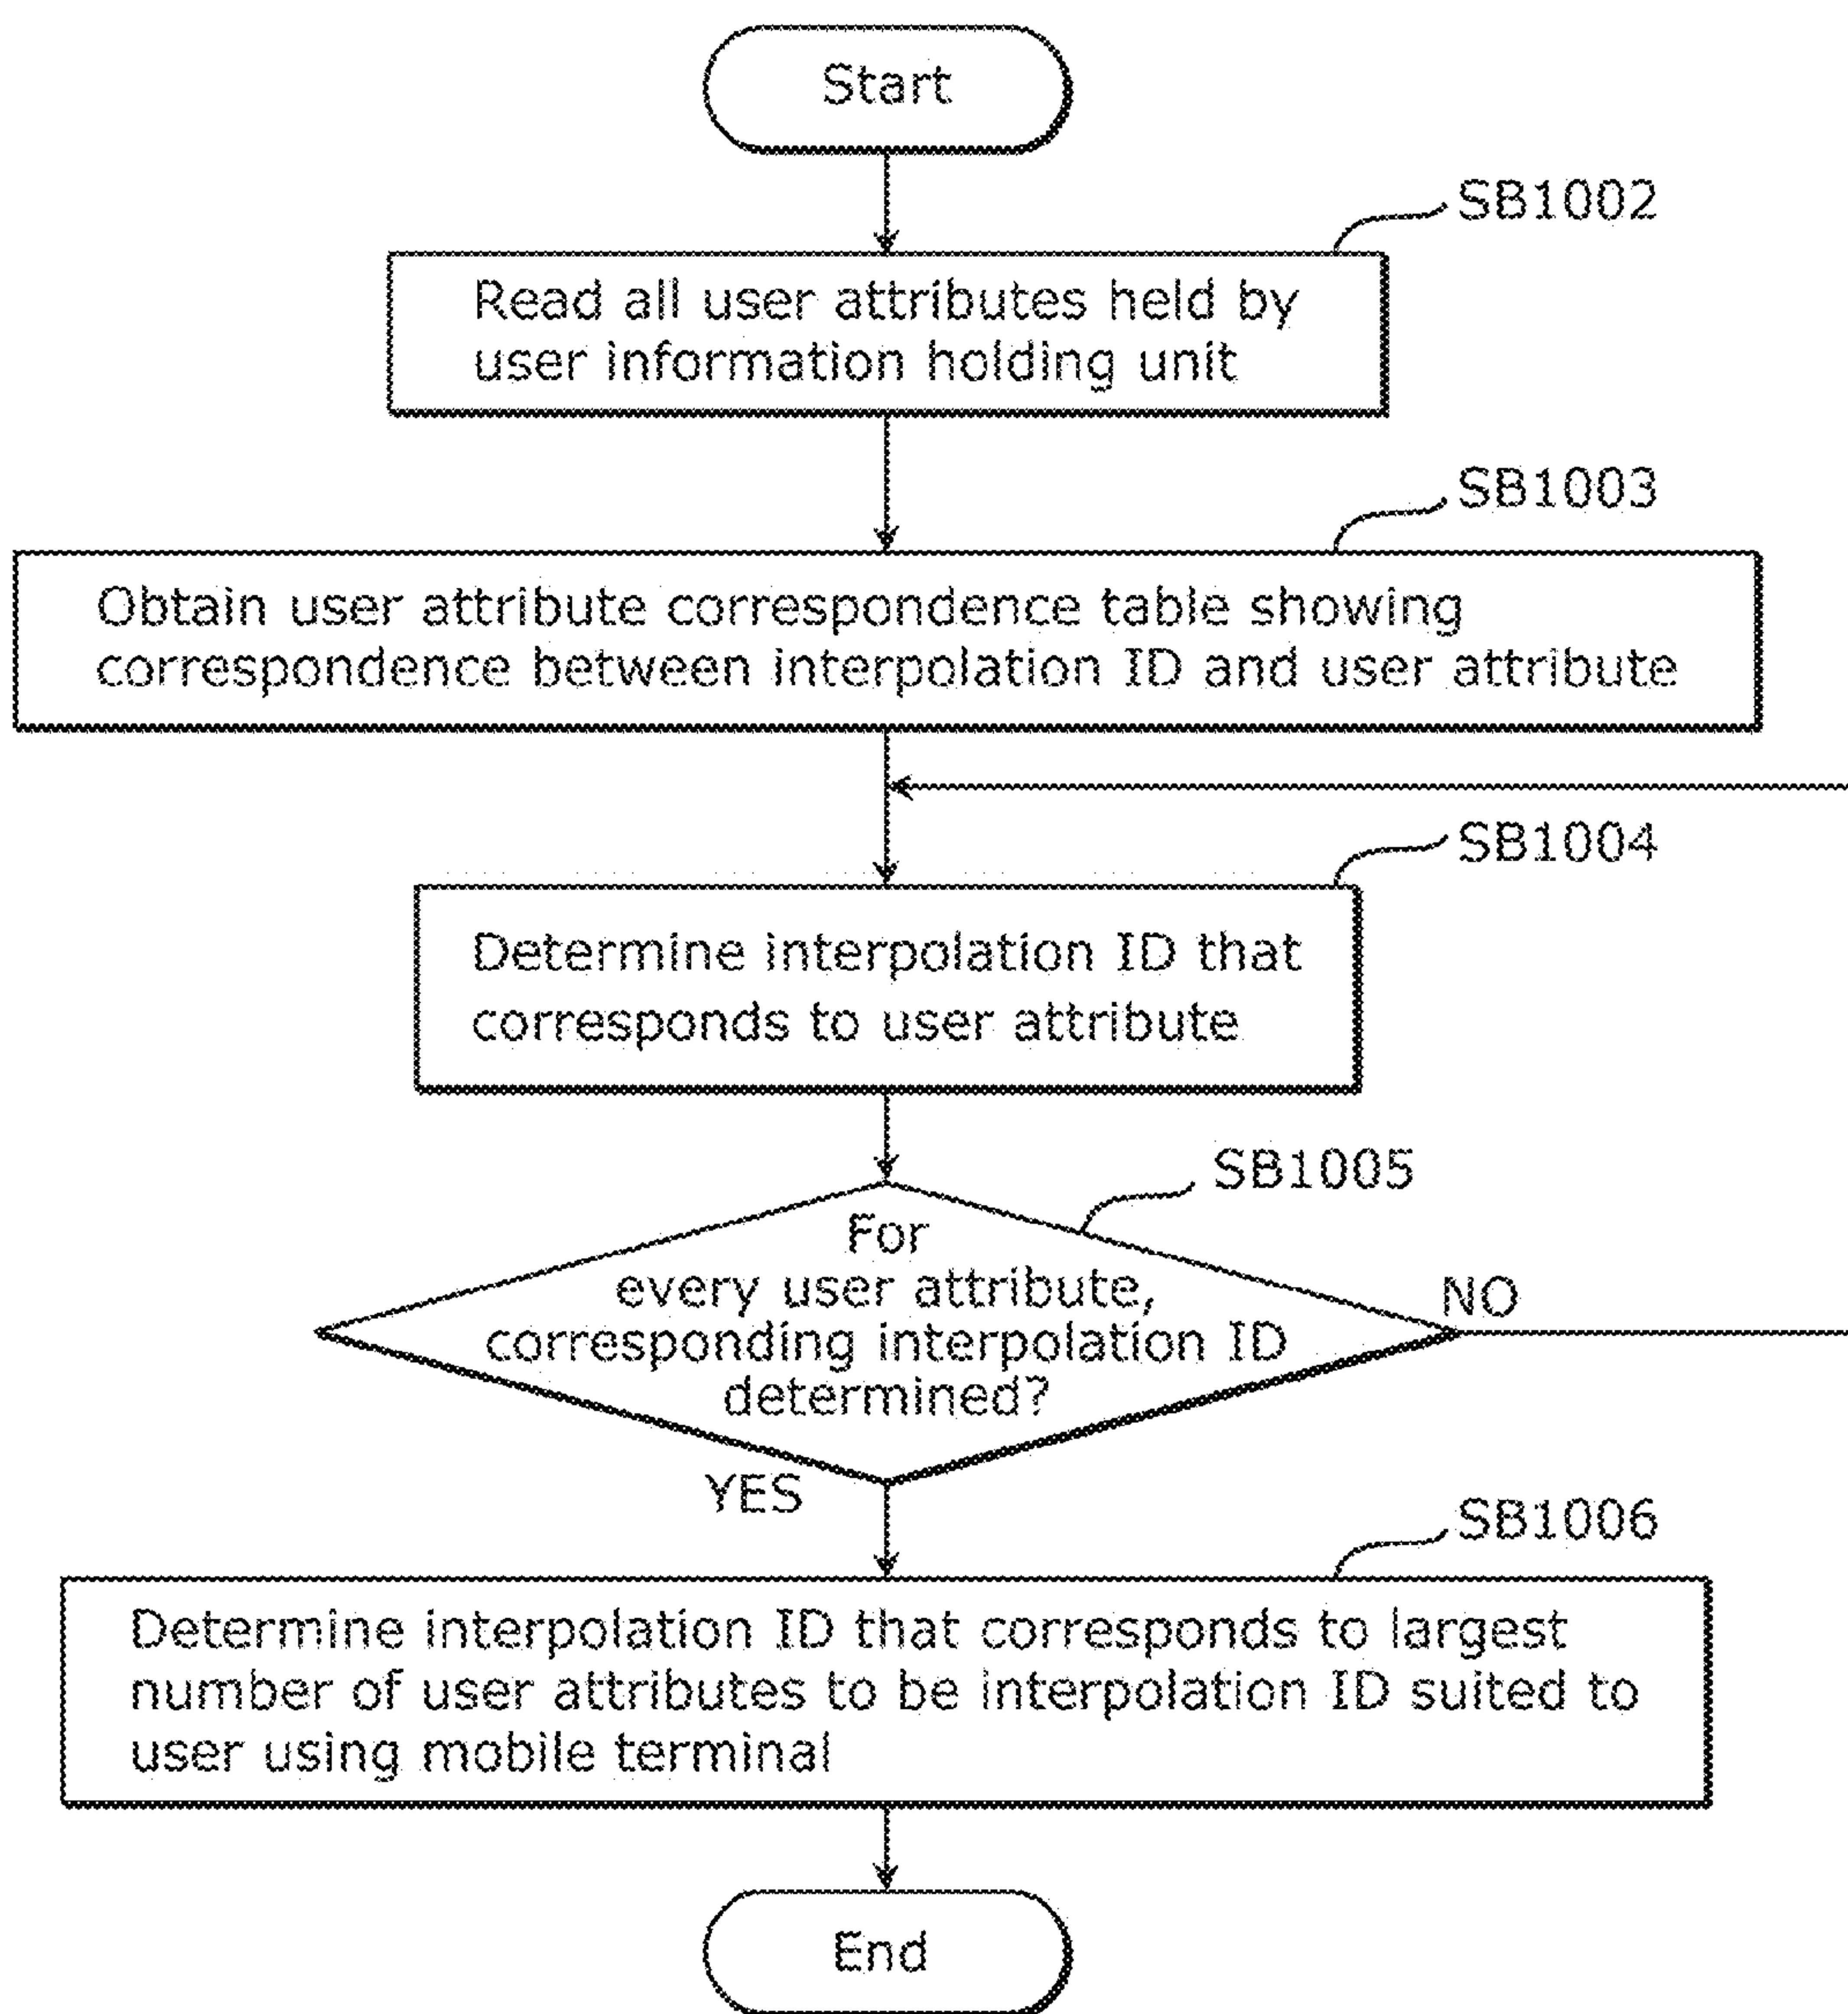 Start
SB1002
Read all user attributes held by
user information holding unit
SB1003
Obtain user attribute correspondence table showing
correspondence between interpolation ID and user attribute
SB1004
Determine interpolation ID that
corresponds to user attribute
SB1005
For
every user attribute,
corresponding interpolation ID
determined?
NO
YES
SB1006
Determine interpolation ID that corresponds to largest
number of user attributes to be interpolation ID suited to
user using mobile terminal
End